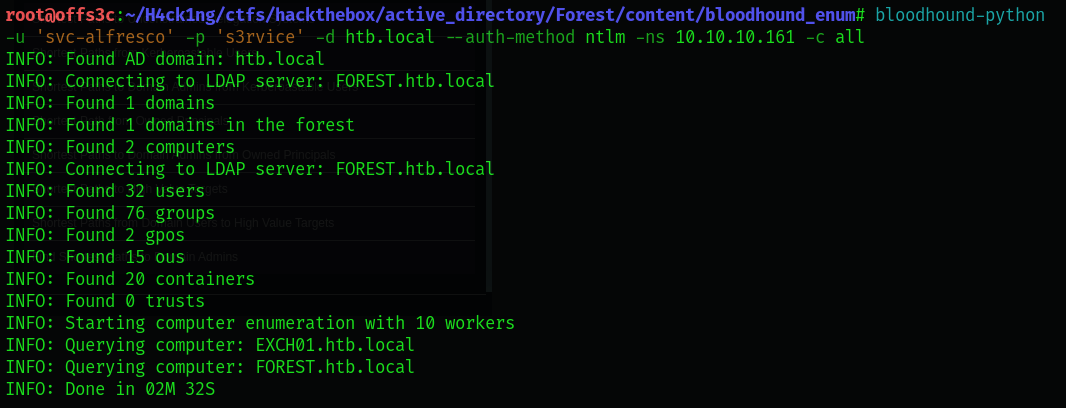 root@offs3c:~/H4ck1ng/ctfs/hackthebox/active_directory/Forest/content/bloodhound_enum# bloodhound-python
-u 'svc-alfresco' -p 's3rvice' -d htb.local --auth-method ntlm -ns 10.10.10.161 -c all
INFO: Found AD domain: htb.local
INFO: Connecting to LDAP server: FOREST.htb.local
INFO: Found 1 domains
INFO: Found 1 domains in the forest
INFO: Found 2 computers
INFO: Connecting to LDAP server: FOREST.htb.local
INFO: Found 32 users
INFO: Found 76 groups
INFO: Found 2 gpos
INFO: Found 15 ous
INFO: Found 20 containers
INFO: Found 0 trusts
INFO: Starting computer enumeration with 10 workers
INFO: Querying computer: EXCH01.htb.local
INFO: Querying computer: FOREST.htb.local
INFO: Done in 02M 32S